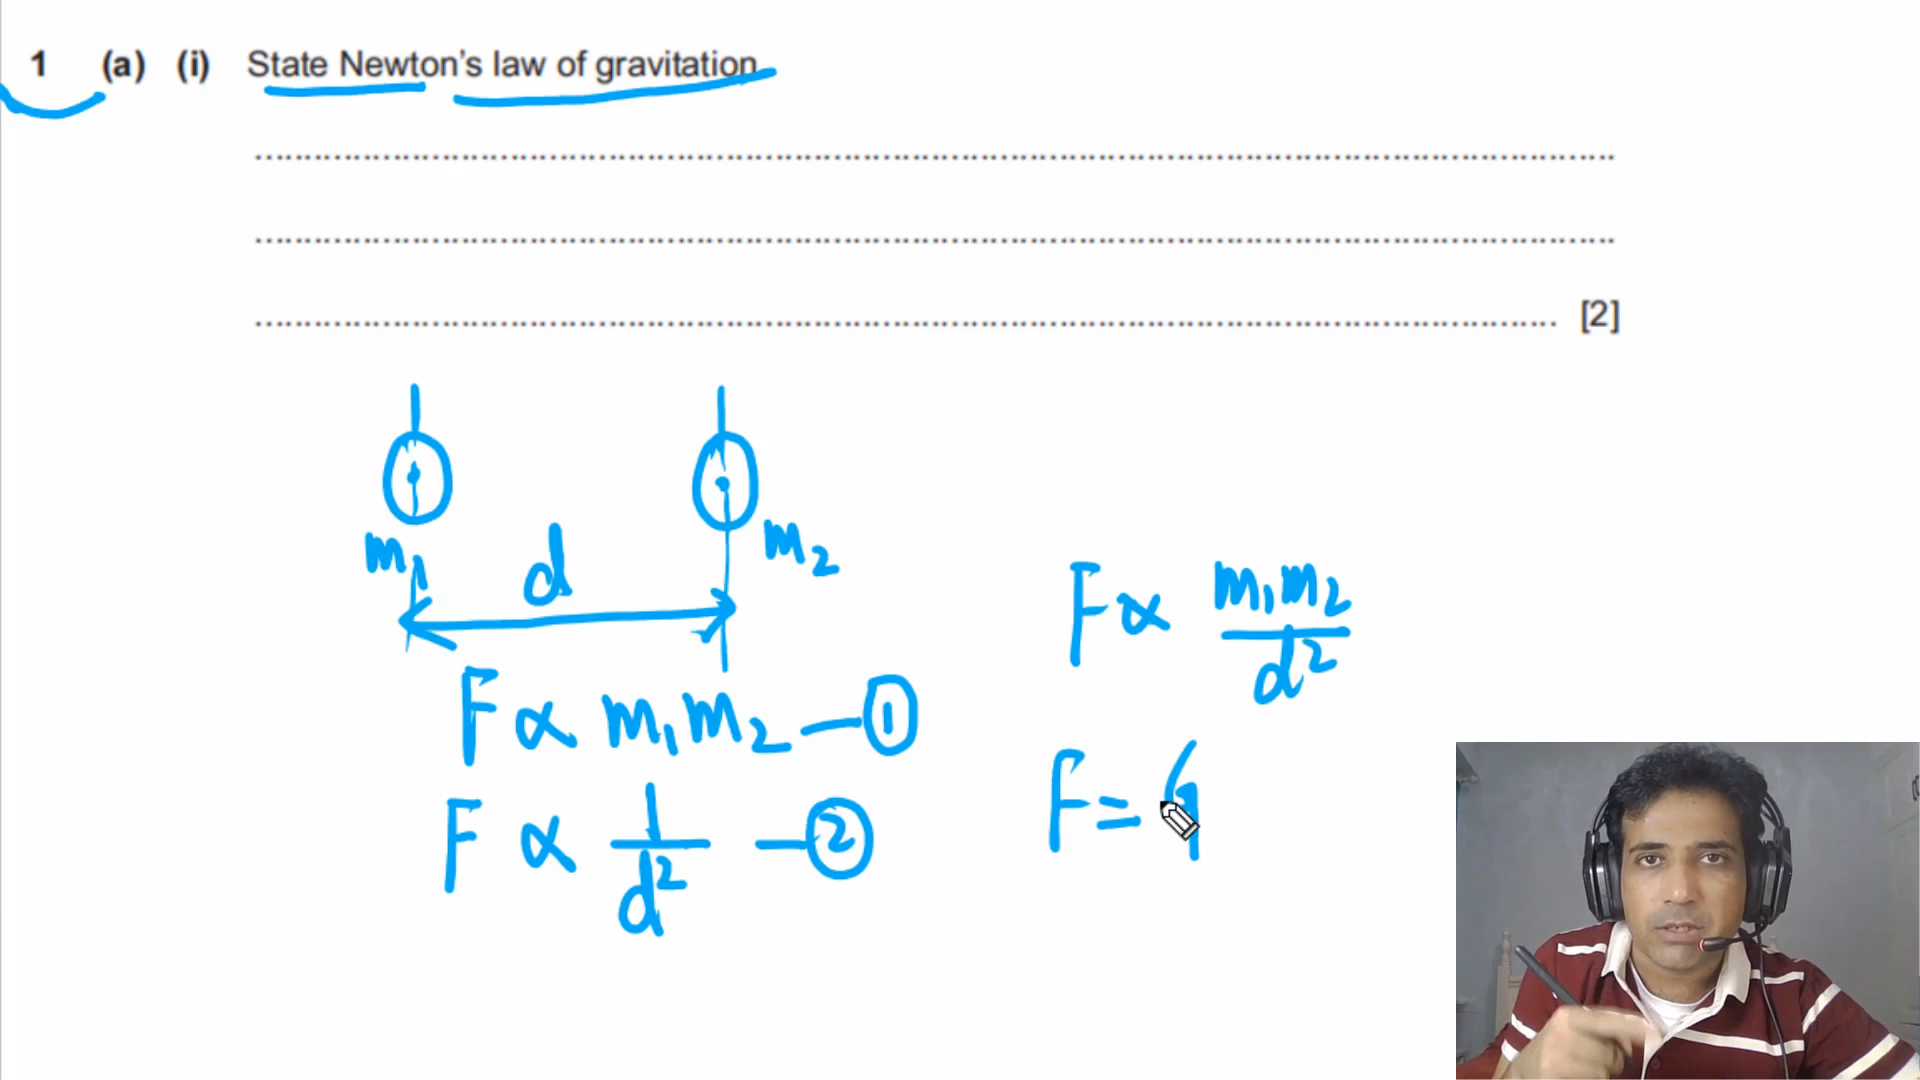 1 (a) (i) State Newton's law of gravitation.
[2]
m₁ d m₂
F ∝ m₁m₂ — ①
F ∝ 1/d² — ②
F ∝ m₁m₂/d²
F = G